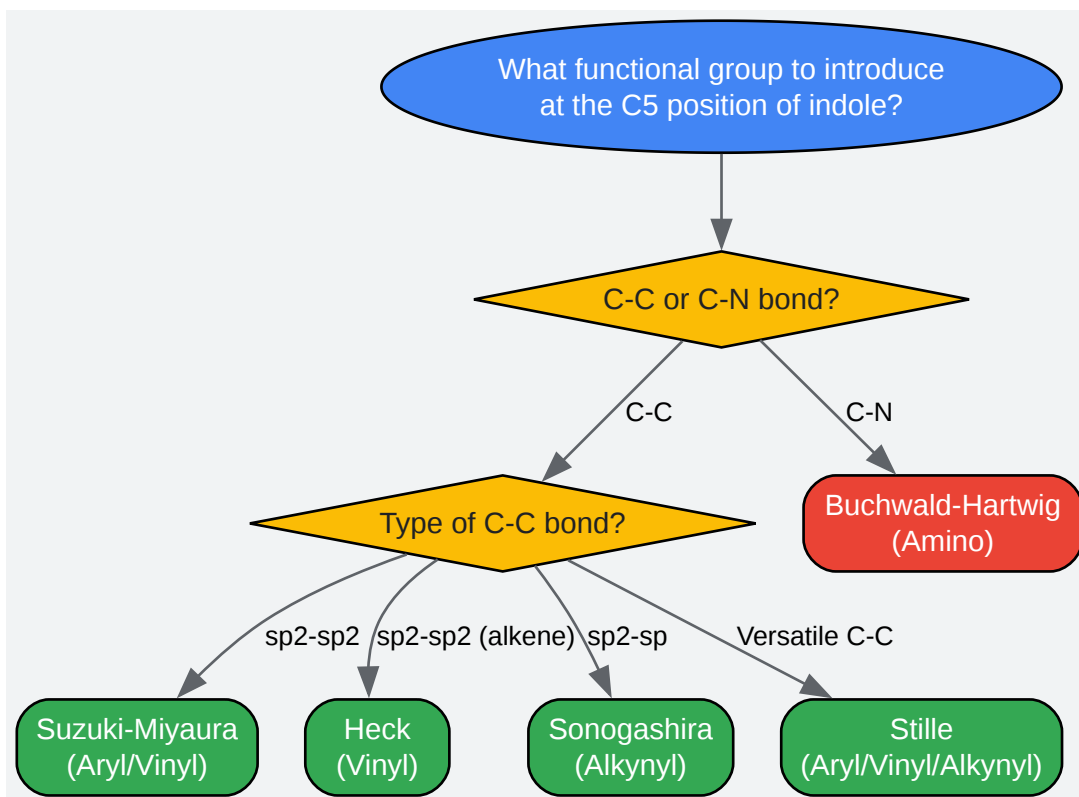 What functional group to introduce
at the C5 position of indole?
C-C or C-N bond?
C-C
C-N
Type of C-C bond?
Buchwald-Hartwig
(Amino)
sp2-sp2
sp2-sp2 (alkene)
sp2-sp
Versatile C-C
Suzuki-Miyaura
(Aryl/Vinyl)
Heck
(Vinyl)
Sonogashira
(Alkynyl)
Stille
(Aryl/Vinyl/Alkynyl)